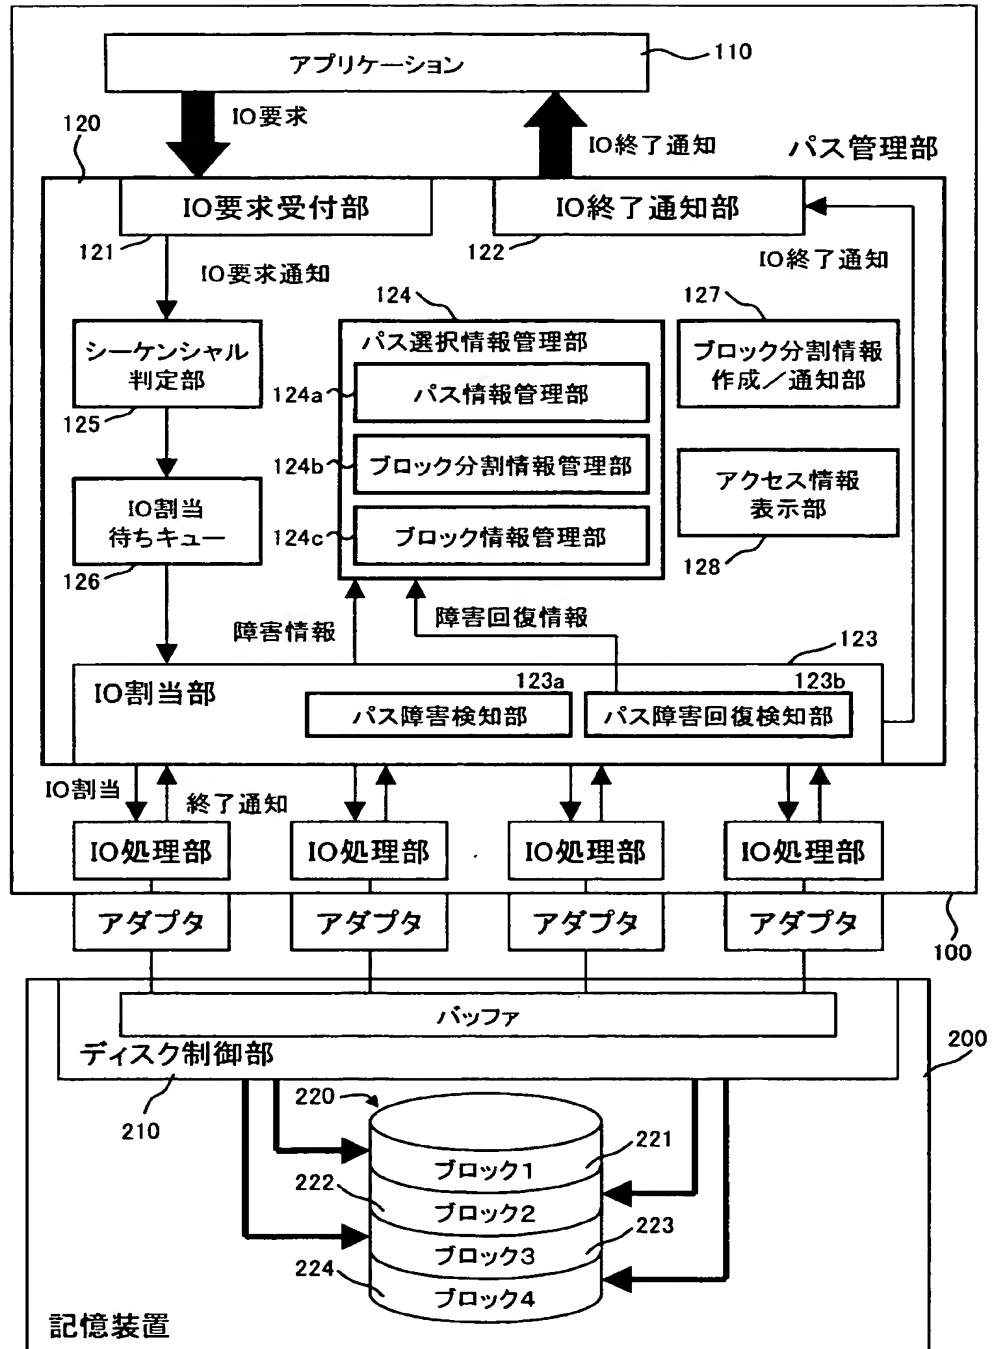 アプリケーション
110
120
IO要求
IO終了通知
パス管理部
IO要求受付部
IO終了通知部
121
122
IO要求通知
IO終了通知
124
127
シーケンシャル
判定部
125
パス選択情報管理部
124a
パス情報管理部
ブロック分割情報
作成／通知部
124b
ブロック分割情報管理部
IO割当
待ちキュー
126
124c
ブロック情報管理部
アクセス情報
表示部
128
障害情報
障害回復情報
123
IO割当部
123a
パス障害検知部
123b
パス障害回復検知部
IO割当
終了通知
IO処理部
IO処理部
IO処理部
IO処理部
アダプタ
アダプタ
アダプタ
アダプタ
100
バッファ
ディスク制御部
200
210
220
221
ブロック1
222
ブロック2
223
ブロック3
224
ブロック4
記憶装置